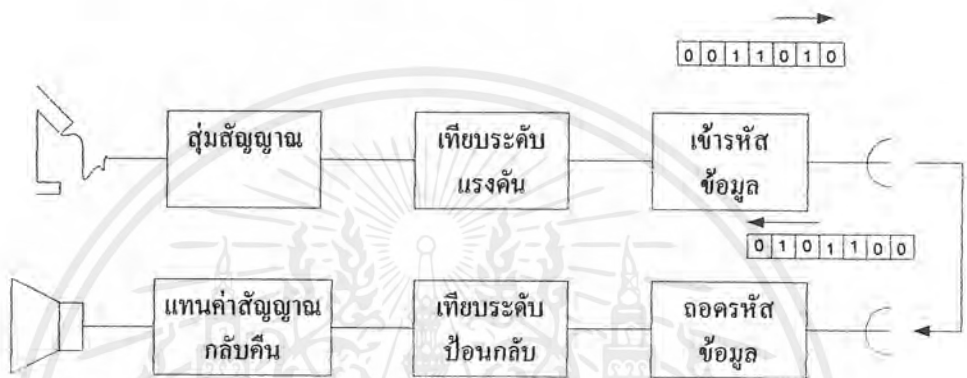 0 0 1 1 0 1 0
สุ่มสัญญาณ
เทียบระดับ
แรงดัน
เข้ารหัส
ข้อมูล
0 1 0 1 1 0 0
แทนค่าสัญญาณ
กลับคืน
เทียบระดับ
ป้อนกลับ
ถอดรหัส
ข้อมูล